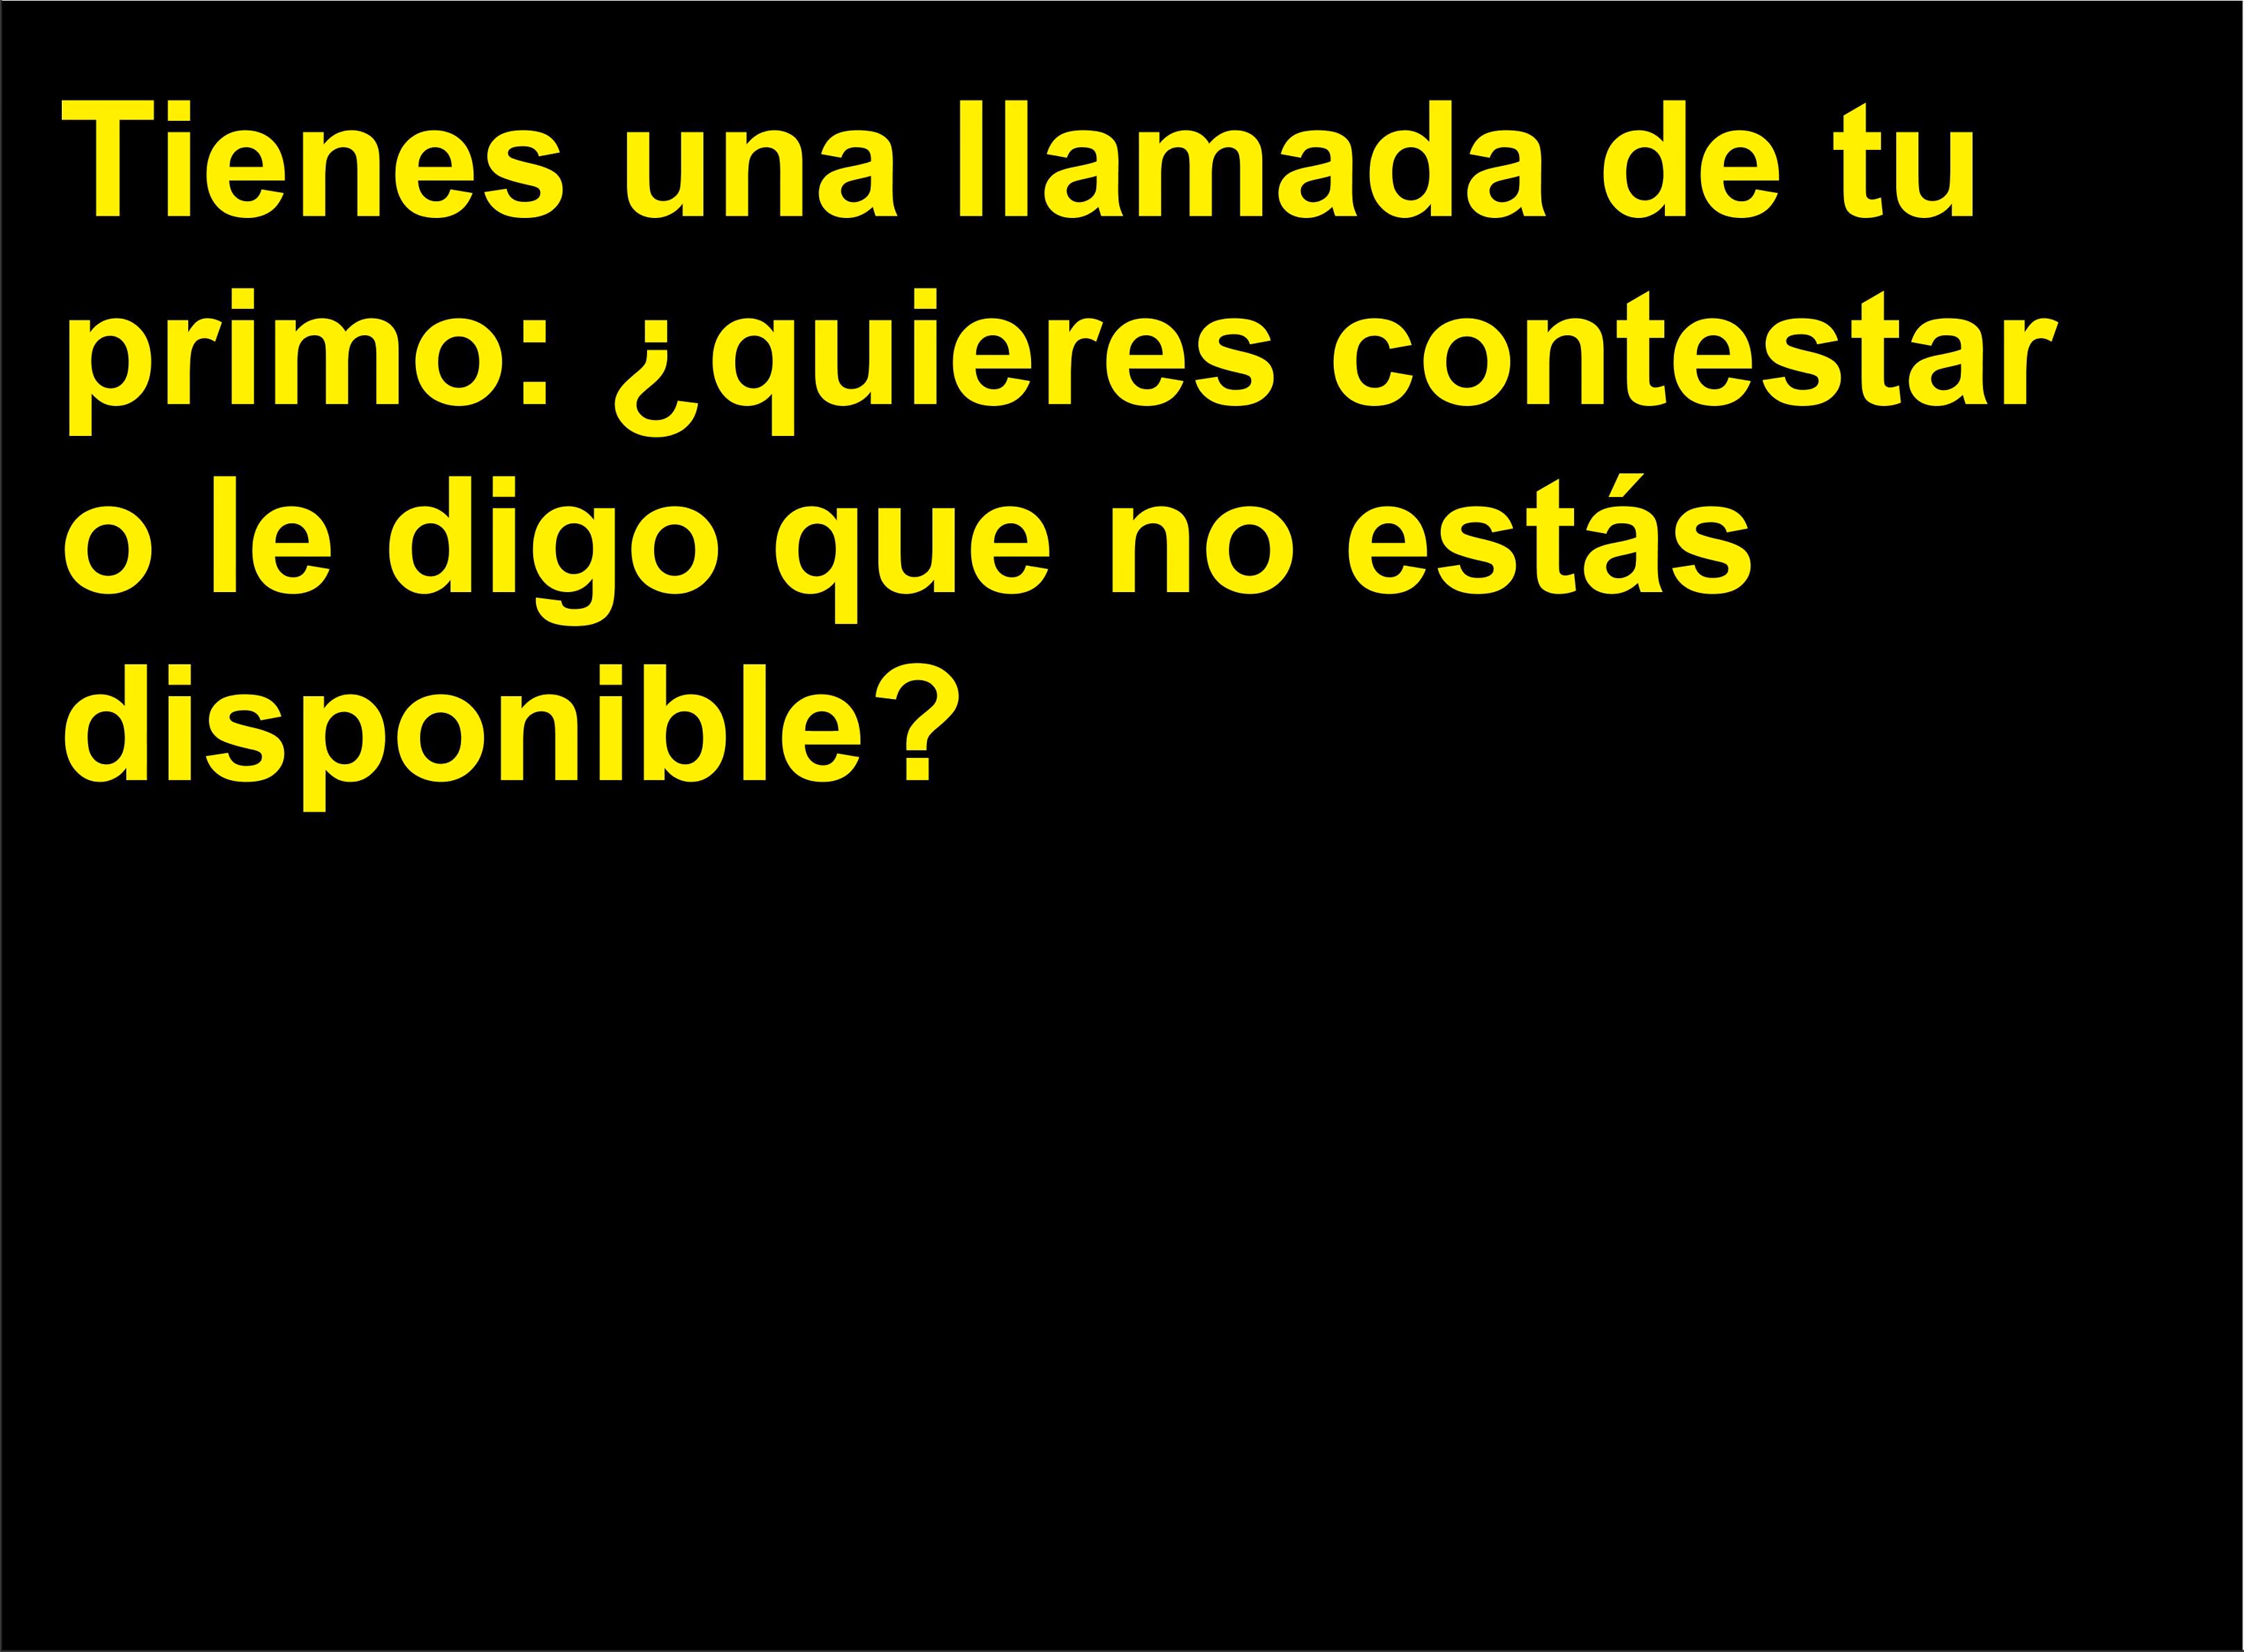 Tienes una llamada de tu
primo: ¿quieres contestar
o le digo que no estás
disponible?